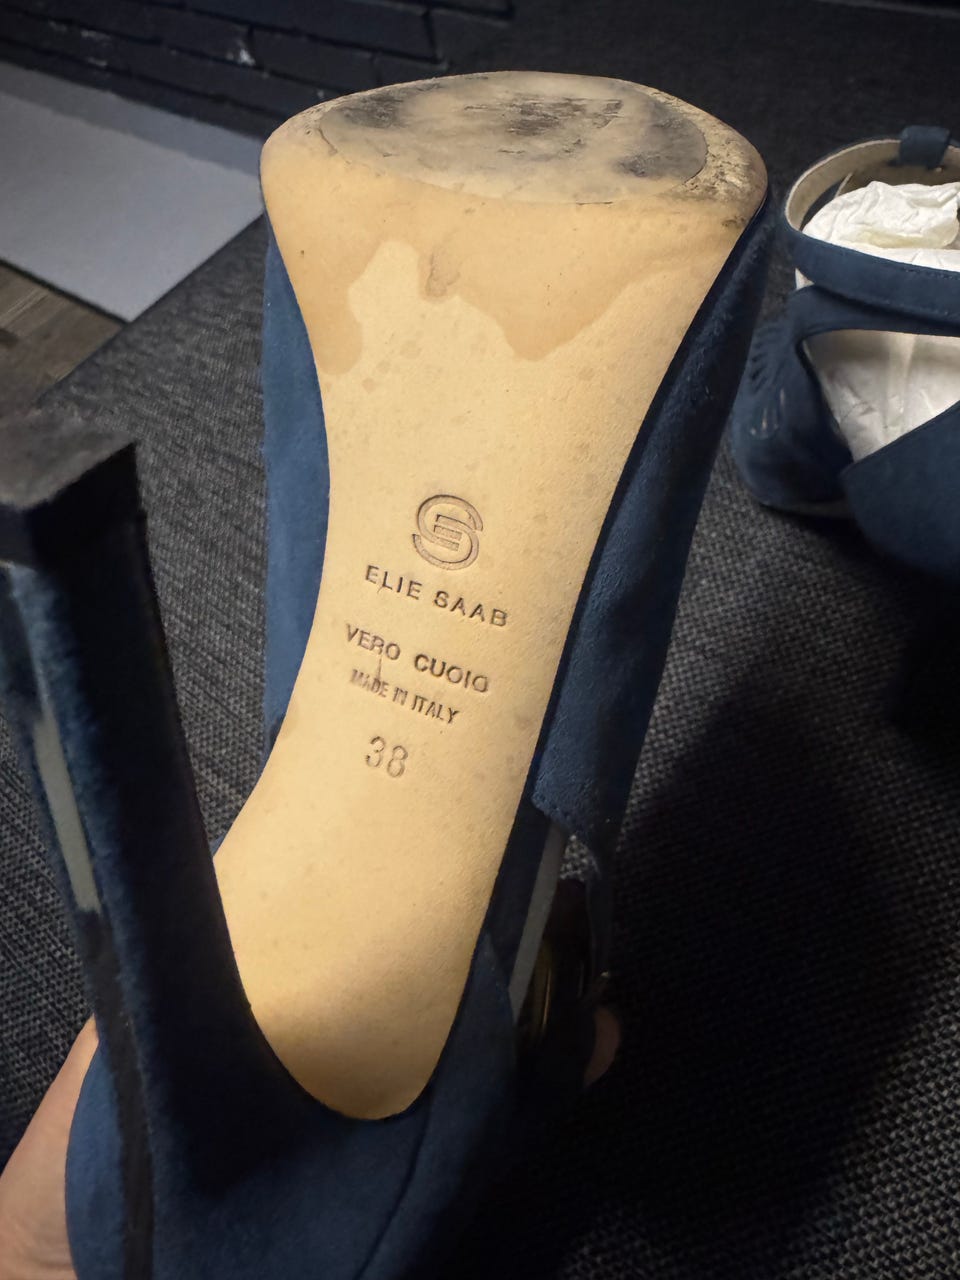 ELIE SAAB
VERO CUOIO
MADE IN ITALY
38